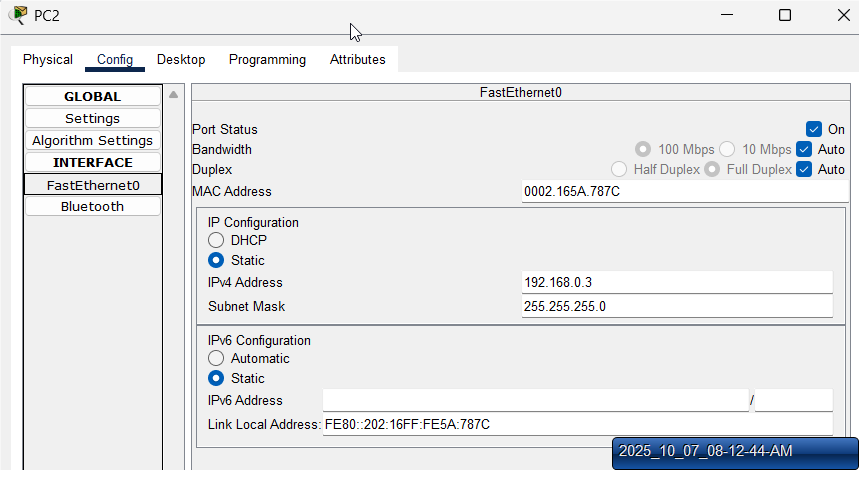 PC2
Physical Config Desktop Programming Attributes
GLOBAL
Settings
Algorithm Settings
INTERFACE
FastEthernet0
Bluetooth
FastEthernet0
Port Status On
Bandwidth 100 Mbps 10 Mbps Auto
Duplex Half Duplex Full Duplex Auto
MAC Address 0002.165A.787C
IP Configuration
DHCP
Static
IPv4 Address 192.168.0.3
Subnet Mask 255.255.255.0
IPv6 Configuration
Automatic
Static
IPv6 Address /
Link Local Address: FE80::202:16FF:FE5A:787C
2025_10_07_08-12-44-AM